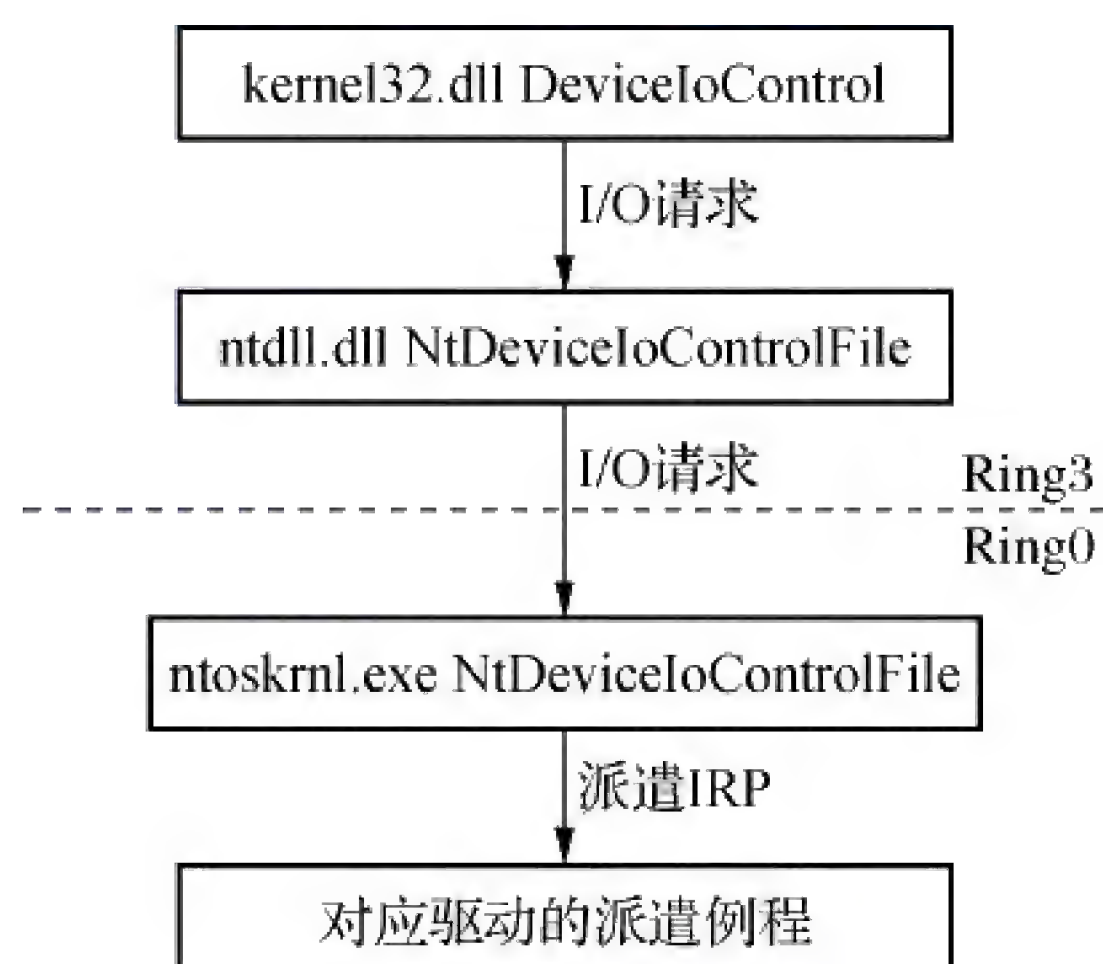 kernel32.dll DeviceIoControl
I/O请求
ntdll.dll NtDeviceIoControlFile
I/O请求
Ring3
Ring0
ntoskrnl.exe NtDeviceIoControlFile
派遣IRP
对应驱动的派遣例程